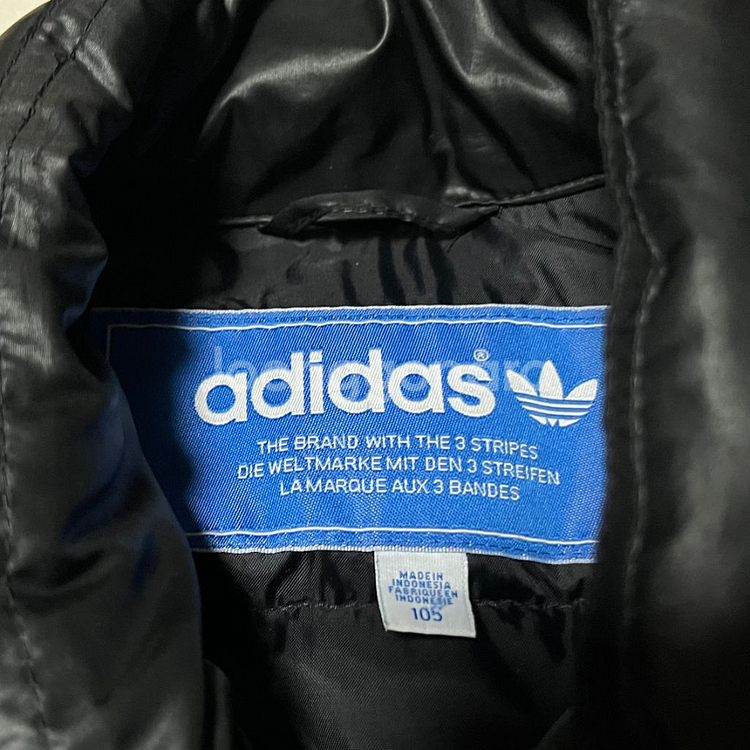 adidas®
THE BRAND WITH THE 3 STRIPES
DIE WELTMARKE MIT DEN 3 STREIFEN
LA MARQUE AUX 3 BANDES
MADE IN
INDONESIA
FABRIQUE EN
INDONESIE
105